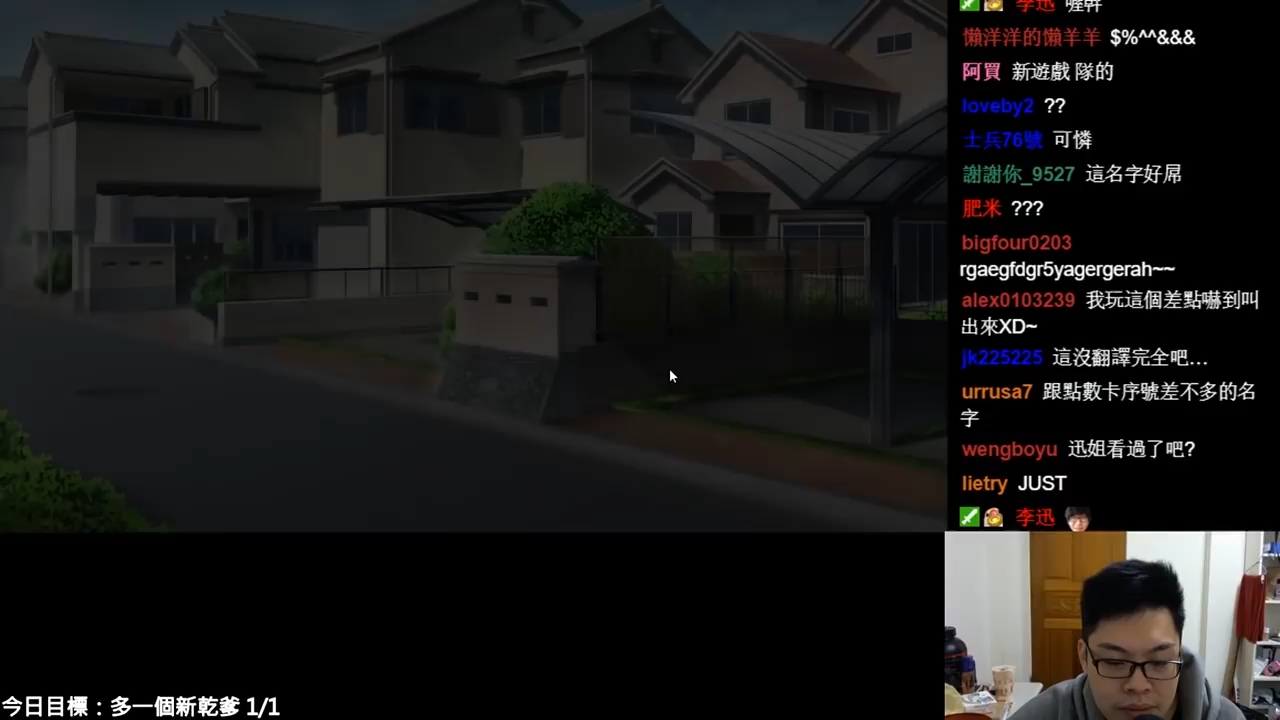 李迅 喔幹
懶洋洋的懶羊羊 $%^^&&&
阿買 新遊戲 隊的
loveby2 ??
士兵76號 可憐
謝謝你_9527 這名字好屌
肥米 ???
bigfour0203
rgaegfdgr5yagergerah~~
alex0103239 我玩這個差點嚇到叫
出來XD~
jk225225 這沒翻譯完全吧...
urrusa7 跟點數卡序號差不多的名
字
wengboyu 迅姐看過了吧?
lietry JUST
李迅
今日目標：多一個新乾爹 1/1